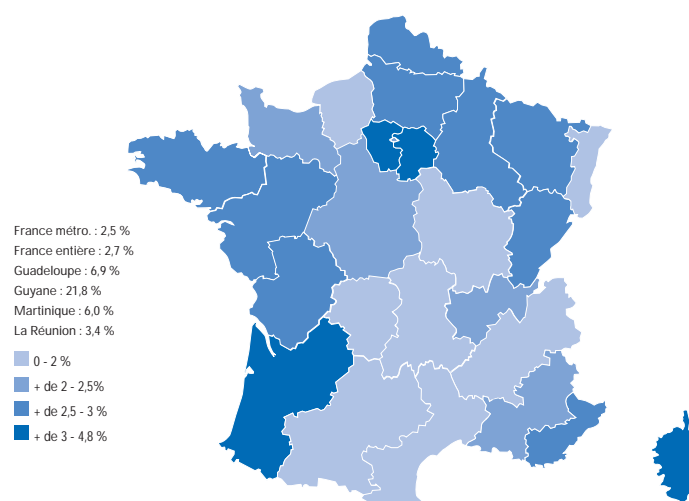 France métro. : 2,5 %
France entière : 2,7 %
Guadeloupe : 6,9 %
Guyane : 21,8 %
Martinique : 6,0 %
La Réunion : 3,4 %
0 - 2 %
+ de 2 - 2,5%
+ de 2,5 - 3 %
+ de 3 - 4,8 %